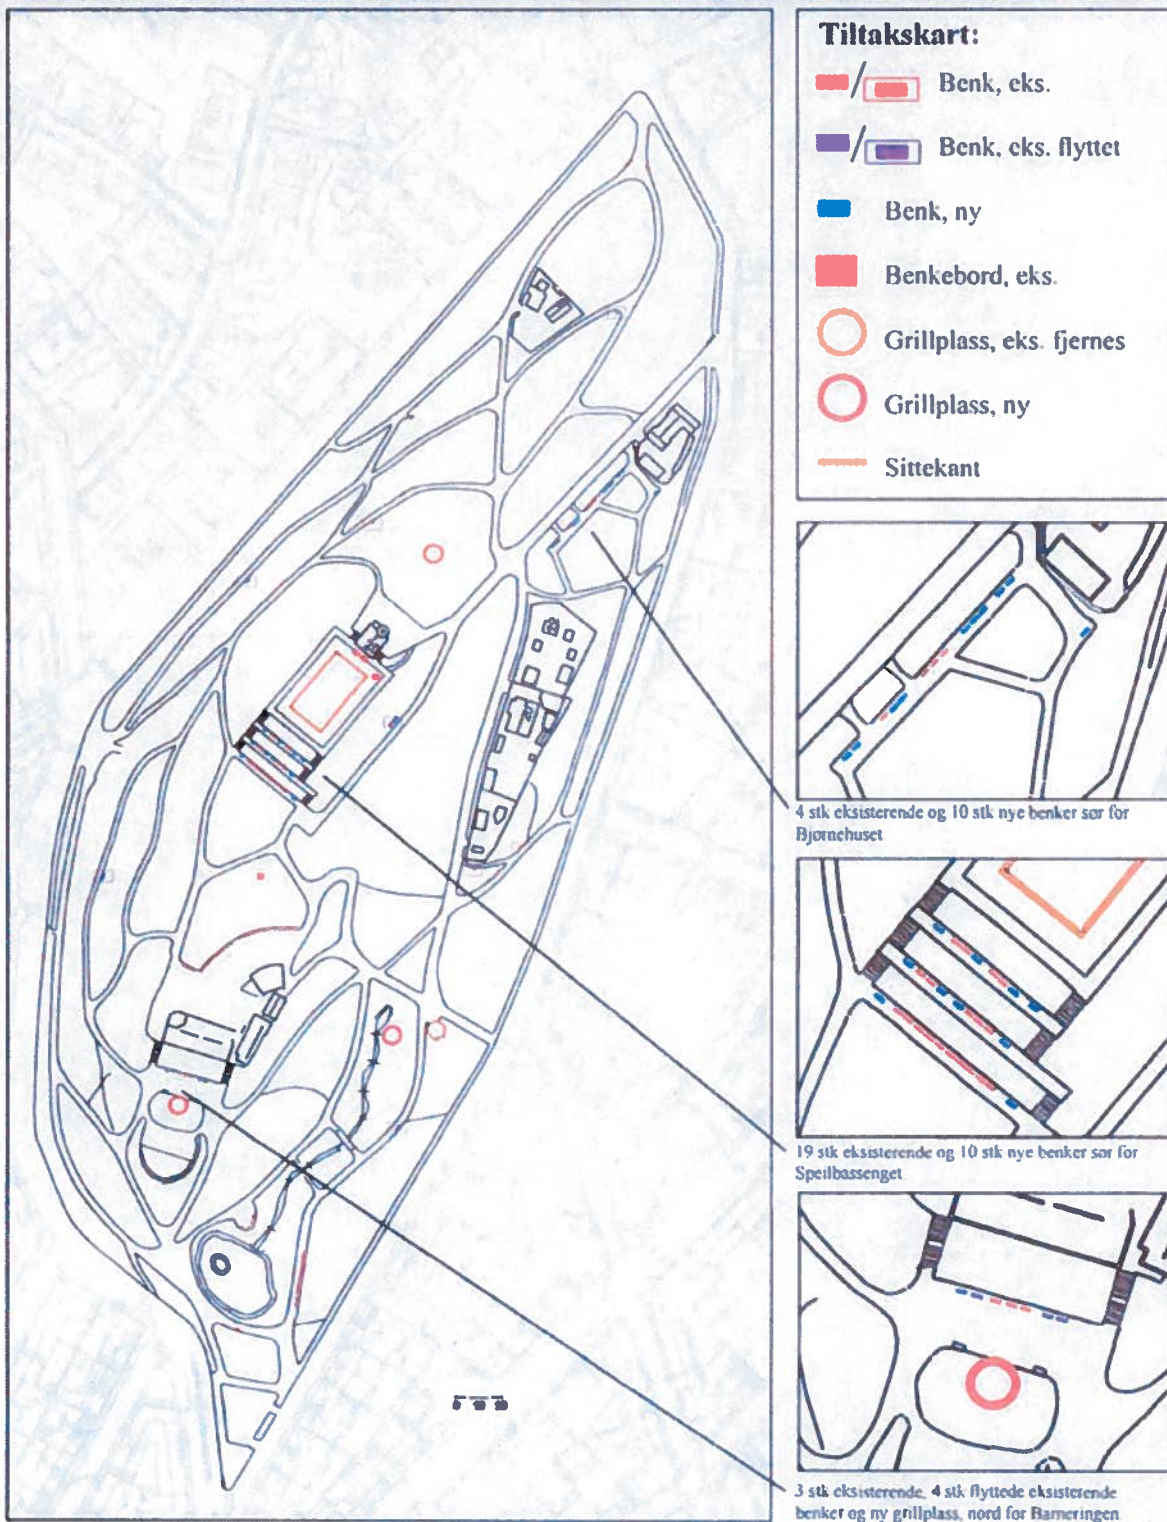 Tiltakskart:
Benk, eks.
Benk, eks. flyttet
Benk, ny
Benkebord, eks.
Grillplass, eks. fjernes
Grillplass, ny
Sittekant
4 stk eksisterende og 10 stk nye benker sør for
Bjørnehuset
19 stk eksisterende og 10 stk nye benker sør for
Speilbassenget
3 stk eksisterende, 4 stk flyttede eksisterende
benker og ny grillplass, nord for Barneringen